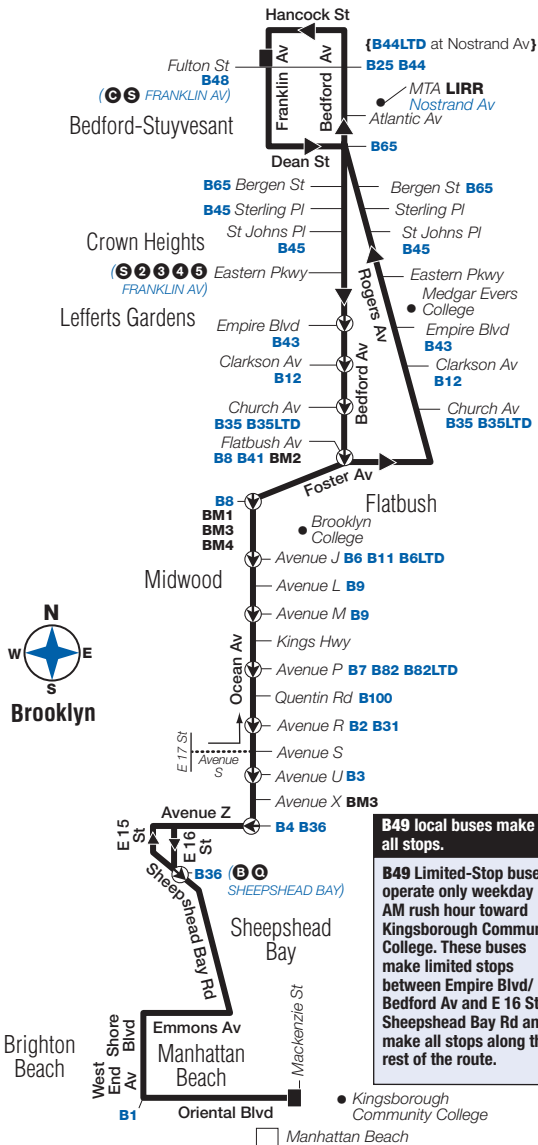 Hancock St
{B44LTD at Nostrand Av}
Fulton St
B48
(C S FRANKLIN AV)
Franklin Av
Bedford Av
B25 B44
MTA LIRR
Nostrand Av
Atlantic Av
Bedford-Stuyvesant
Dean St
B65
B65 Bergen St
Bergen St B65
B45 Sterling Pl
Sterling Pl
St Johns Pl
B45
St Johns Pl
B45
Crown Heights
(S 2 3 4 5
FRANKLIN AV)
Eastern Pkwy
Eastern Pkwy
Rogers Av
Medgar Evers
College
Lefferts Gardens
Empire Blvd
B43
Empire Blvd
B43
Clarkson Av
B12
Bedford Av
Clarkson Av
B12
Church Av
B35 B35LTD
Church Av
B35 B35LTD
Flatbush Av
B8 B41 BM2
Foster Av
Flatbush
B8
BM1
BM3
BM4
Brooklyn
College
Avenue J B6 B11 B6LTD
Midwood
Avenue L B9
Avenue M B9
N
W E
S
Brooklyn
Kings Hwy
Ocean Av
Avenue P B7 B82 B82LTD
Quentin Rd B100
Avenue R B2 B31
E 17 St
Avenue
S
Avenue S
Avenue U B3
Avenue X BM3
Avenue Z
B4 B36
E 15
St
E 16
St
B36 (B Q
SHEEPSHEAD BAY)
Sheepshead Bay Rd
Sheepshead
Bay
B49 local buses make
all stops.
B49 Limited-Stop buse
operate only weekday
AM rush hour toward
Kingsborough Commun
College. These buses
make limited stops
between Empire Blvd/
Bedford Av and E 16 St
Sheepshead Bay Rd an
make all stops along th
rest of the route.
Emmons Av
Brighton
Beach
West
End
Av
Shore
Blvd
Manhattan
Beach
Mackenzie St
B1
Oriental Blvd
Kingsborough
Community College
Manhattan Beach